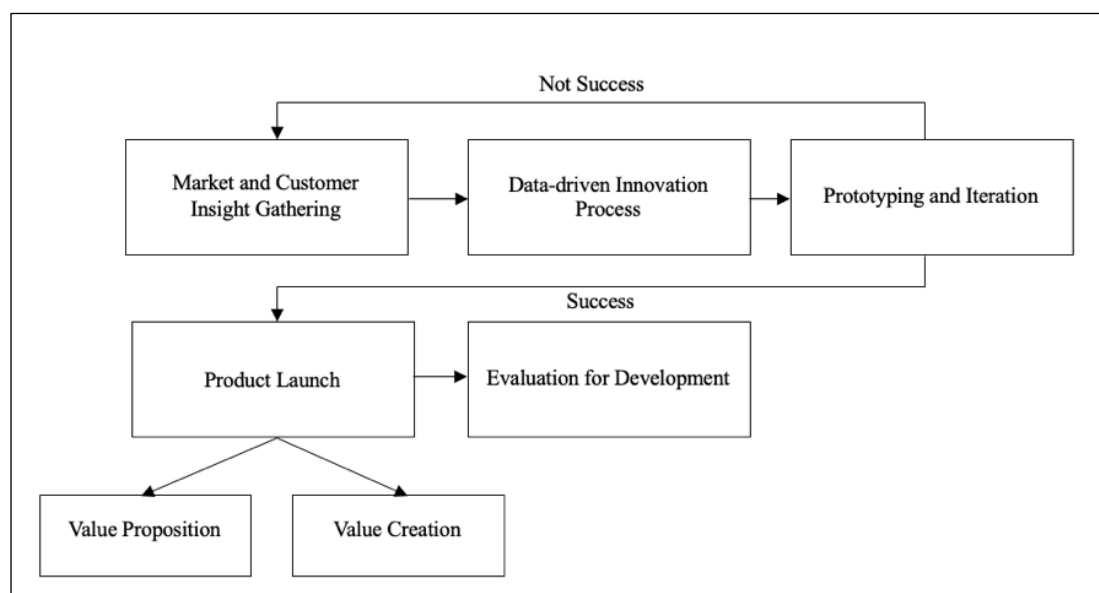 Not Success
Market and Customer
Insight Gathering
Data-driven Innovation
Process
Prototyping and Iteration
Success
Product Launch
Evaluation for Development
Value Proposition
Value Creation